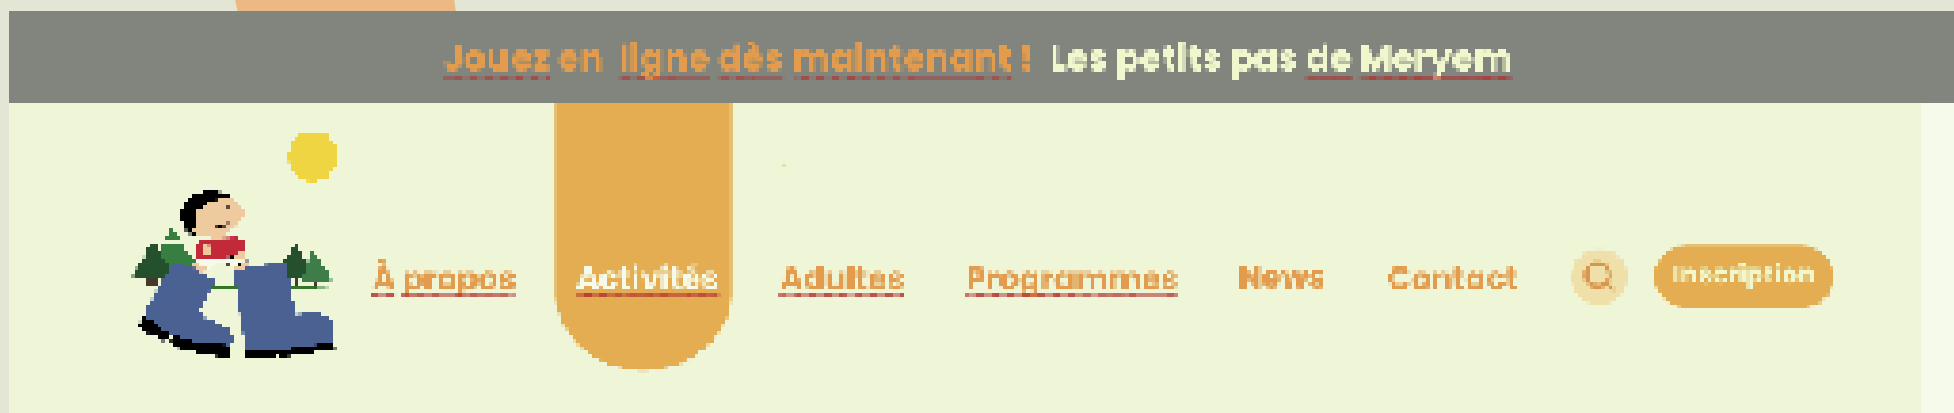 Jouez en ligne dès maintenant ! Les petits pas de Meryem
À propos Activités Adultes Programmes News Contact Inscription